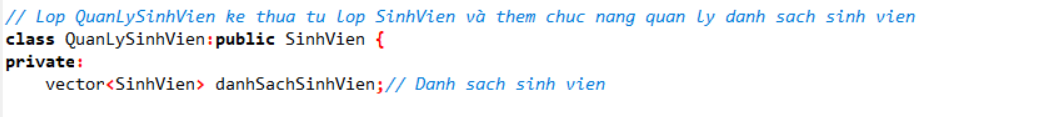 // Lop QuanLySinhVien ke thua tu lop SinhVien và them chuc nang quan ly danh sach sinh vien
class QuanLySinhVien:public SinhVien {
private:
    vector<SinhVien> danhSachSinhVien;// Danh sach sinh vien